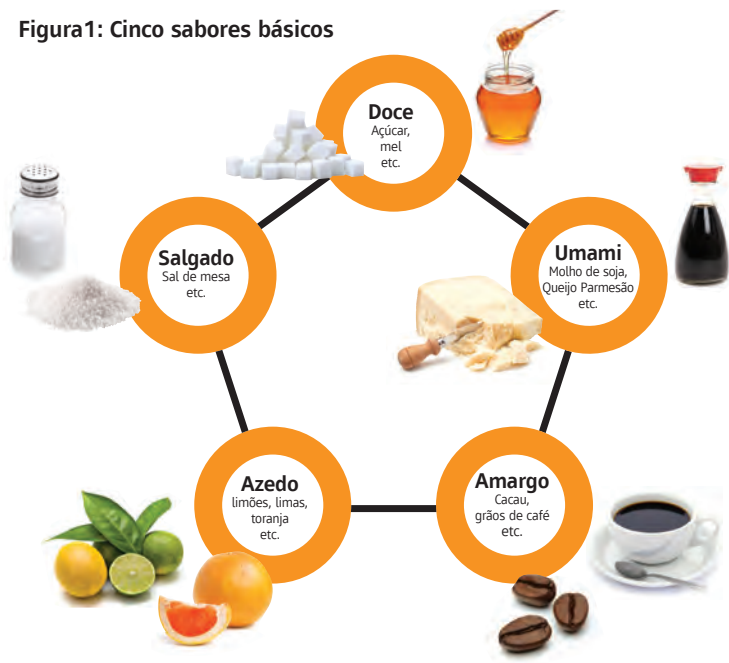 Figura1: Cinco sabores básicos
Doce
Açúcar,
mel
etc.
Salgado
Sal de mesa
etc.
Umami
Molho de soja,
Queijo Parmesão
etc.
Azedo
limões, limas,
toranja
etc.
Amargo
Cacau,
grãos de café
etc.